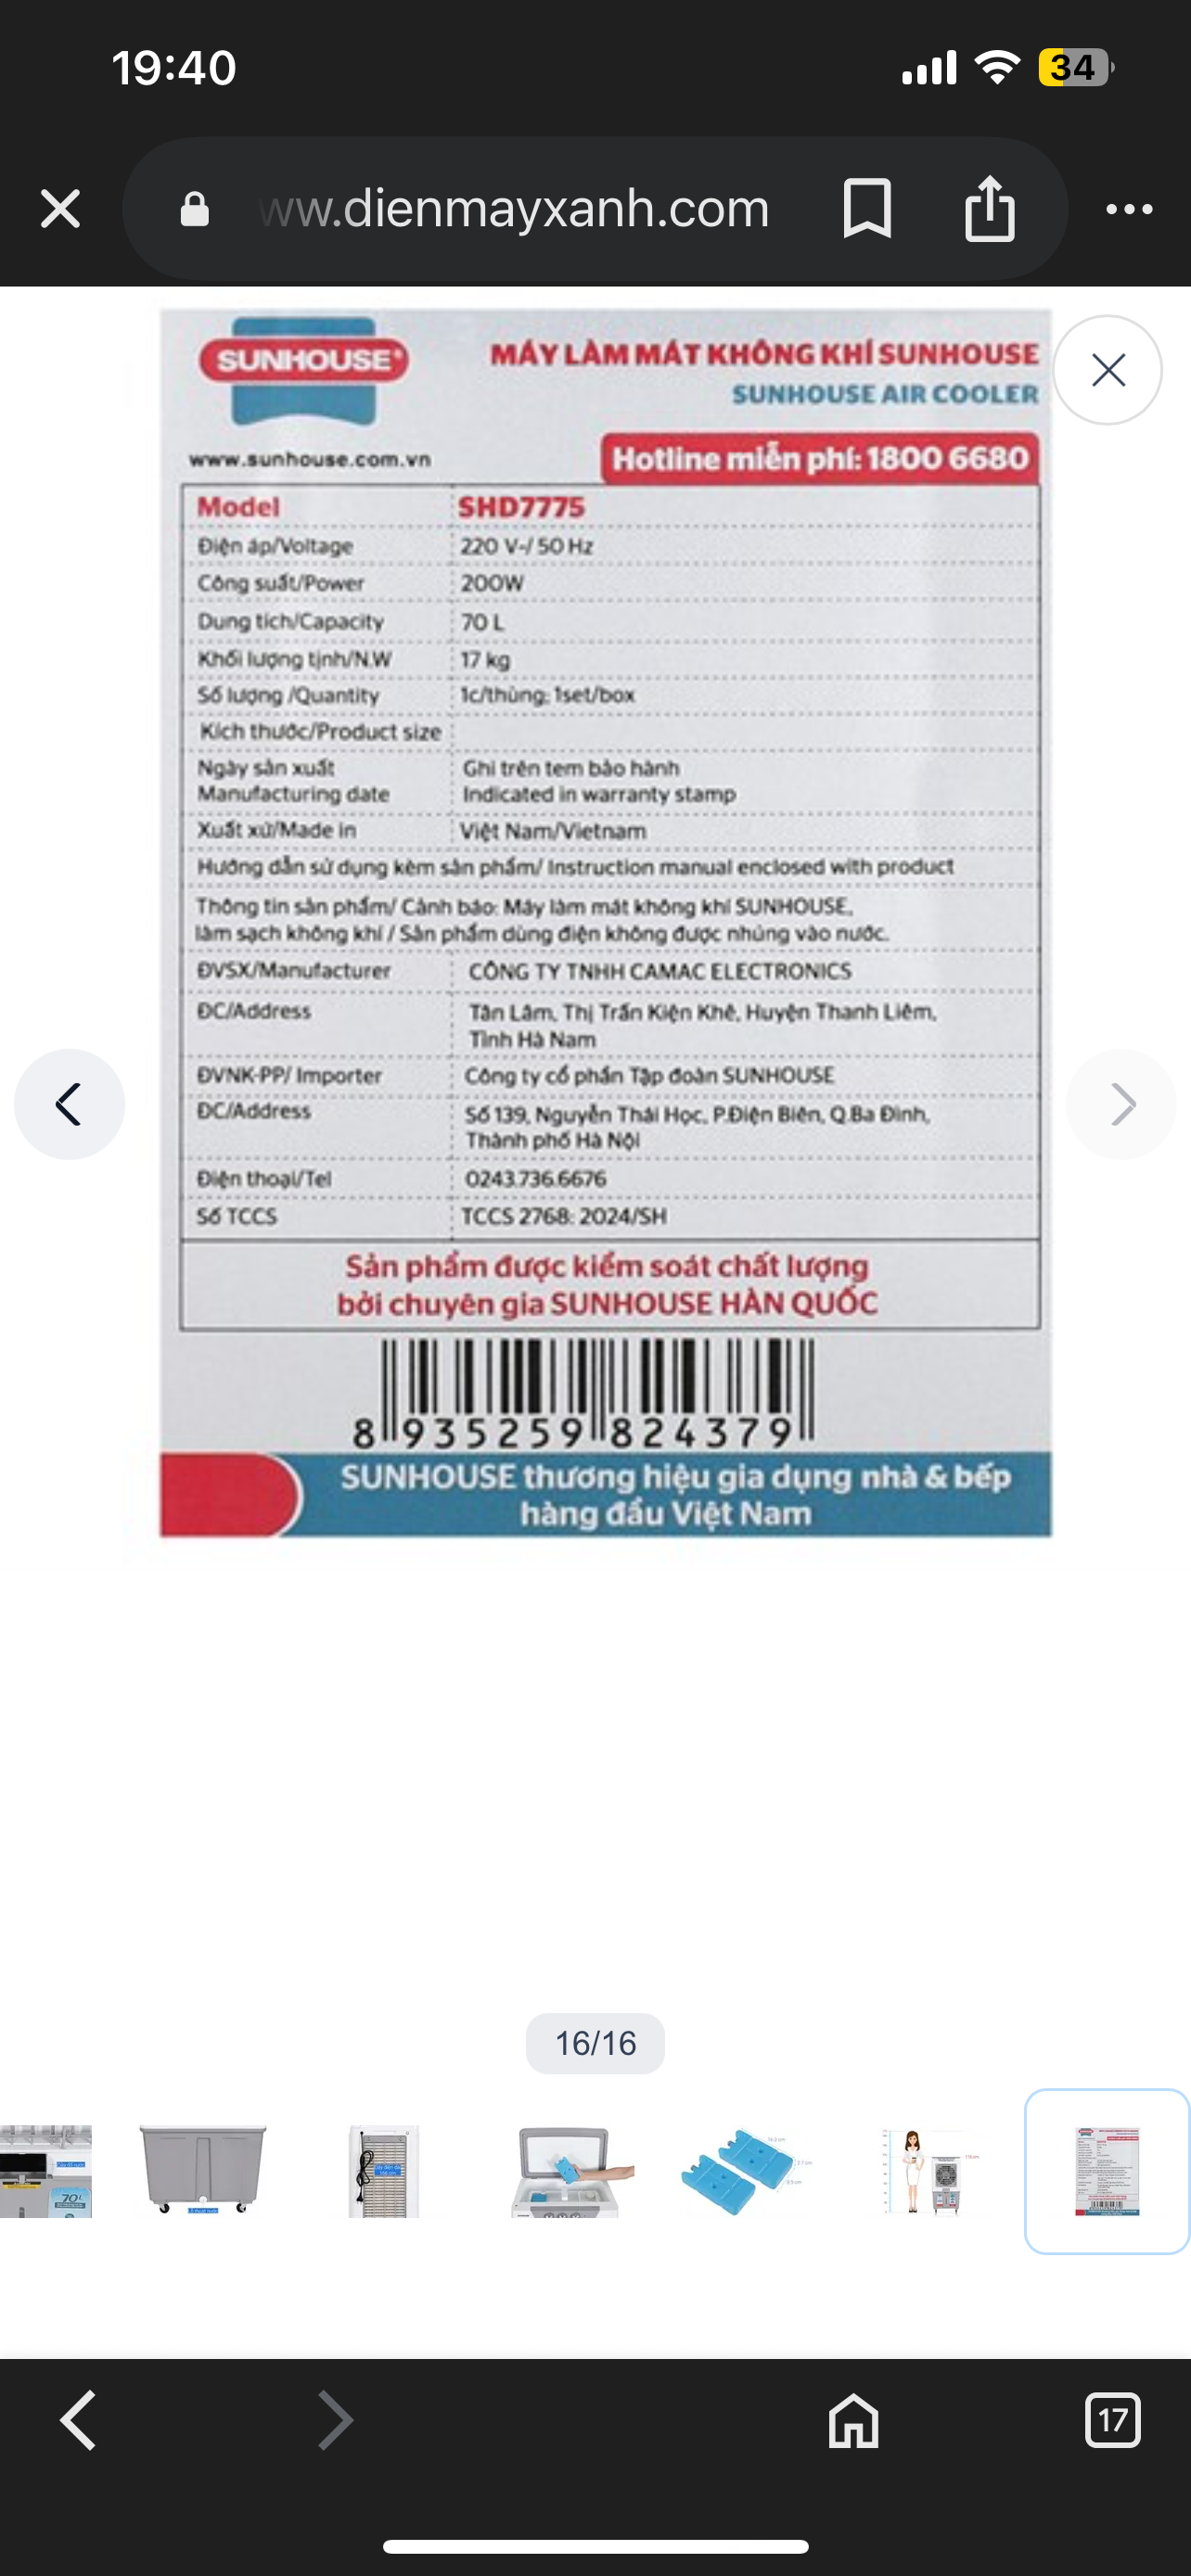 19:40
34
ww.dienmayxanh.com
SUNHOUSE®
MÁY LÀM MÁT KHÔNG KHÍ SUNHOUSE
SUNHOUSE AIR COOLER
www.sunhouse.com.vn
Hotline miễn phí: 1800 6680
Model SHD7775
Điện áp/Voltage 220 V~/ 50 Hz
Công suất/Power 200W
Dung tích/Capacity 70 L
Khối lượng tịnh/N.W 17 kg
Số lượng /Quantity 1c/thùng; 1set/box
Kích thước/Product size
Ngày sản xuất Ghi trên tem bảo hành
Manufacturing date Indicated in warranty stamp
Xuất xứ/Made in Việt Nam/Vietnam
Hướng dẫn sử dụng kèm sản phẩm/ Instruction manual enclosed with product
Thông tin sản phẩm/ Cảnh báo: Máy làm mát không khí SUNHOUSE,
làm sạch không khí / Sản phẩm dùng điện không được nhúng vào nước.
ĐVSX/Manufacturer CÔNG TY TNHH CAMAC ELECTRONICS
ĐC/Address Tân Lâm, Thị Trấn Kiện Khê, Huyện Thanh Liêm,
Tỉnh Hà Nam
ĐVNK-PP/ Importer Công ty cổ phần Tập đoàn SUNHOUSE
ĐC/Address Số 139, Nguyễn Thái Học, P.Điện Biên, Q.Ba Đình,
Thành phố Hà Nội
Điện thoại/Tel 0243.736.6676
Số TCCS TCCS 2768: 2024/SH
Sản phẩm được kiểm soát chất lượng
bởi chuyên gia SUNHOUSE HÀN QUỐC
8 935259 824379
SUNHOUSE thương hiệu gia dụng nhà & bếp
hàng đầu Việt Nam
16/16
70L
17